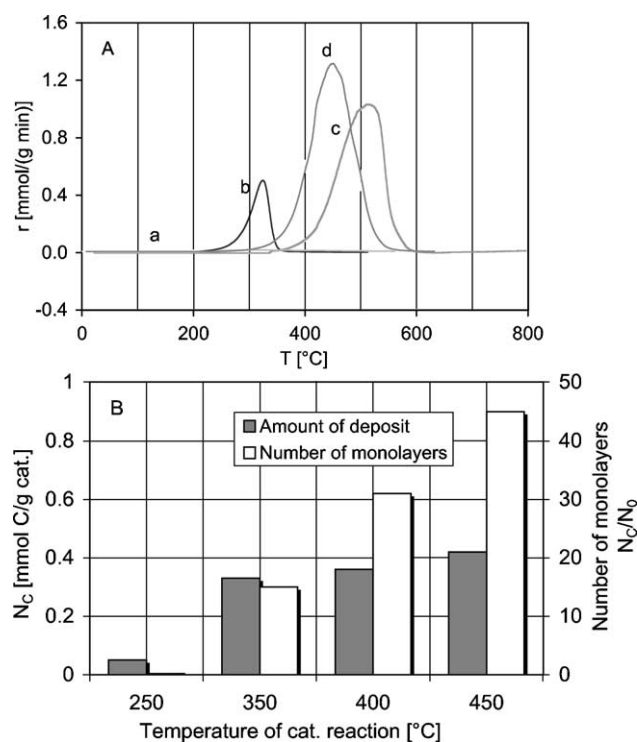 A
1.6
1.2
0.8
0.4
0.0
-0.4
r [mmol/(g min)]
a
b
c
d
0 200 400 600 800
T [°C]
B
1
0.8
0.6
0.4
0.2
0
N_C [mmol C/g cat.]
Amount of deposit
Number of monolayers
50
40
30
20
10
0
Number of monolayers
N_C/N_0
250 350 400 450
Temperature of cat. reaction [°C]